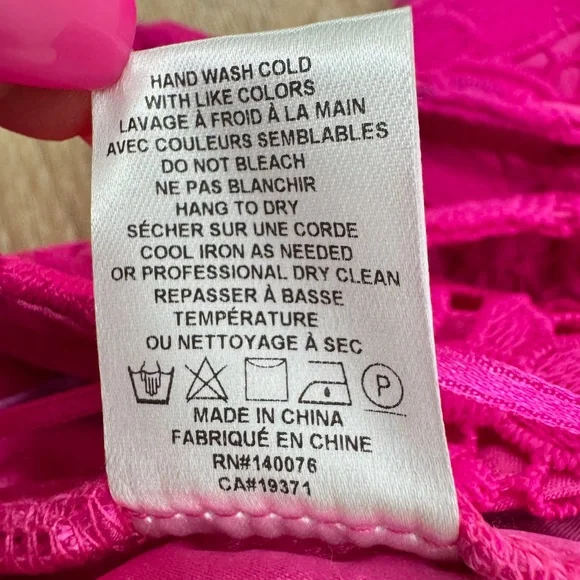 HAND WASH COLD
WITH LIKE COLORS
LAVAGE À FROID À LA MAIN
AVEC COULEURS SEMBLABLES
DO NOT BLEACH
NE PAS BLANCHIR
HANG TO DRY
SÉCHER SUR UNE CORDE
COOL IRON AS NEEDED
OR PROFESSIONAL DRY CLEAN
REPASSER À BASSE
TEMPÉRATURE
OU NETTOYAGE À SEC
P
MADE IN CHINA
FABRIQUÉ EN CHINE
RN#140076
CA#19371